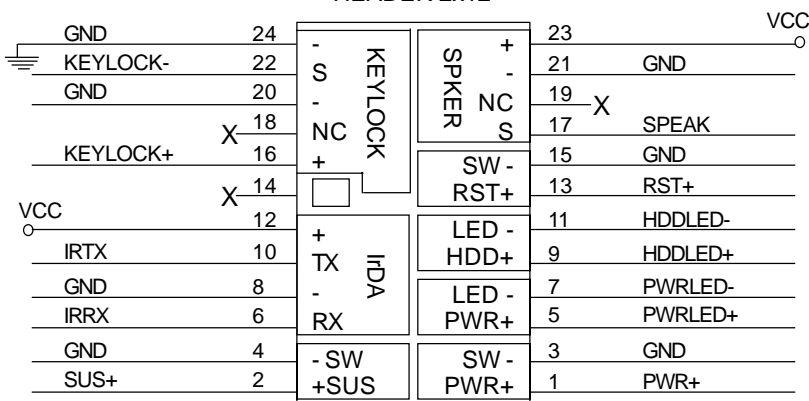 VCC
GND 24 - + 23
KEYLOCK- 22 S - 21 GND
GND 20 - KEYLOCK SPKER NC 19 X
X 18 NC S 17 SPEAK
KEYLOCK+ 16 + SW - 15 GND
X 14 RST+ 13 RST+
VCC 12 + LED - 11 HDDLED-
IRTX 10 TX IrDA HDD+ 9 HDDLED+
GND 8 - LED - 7 PWRLED-
IRRX 6 RX PWR+ 5 PWRLED+
GND 4 - SW SW - 3 GND
SUS+ 2 +SUS PWR+ 1 PWR+